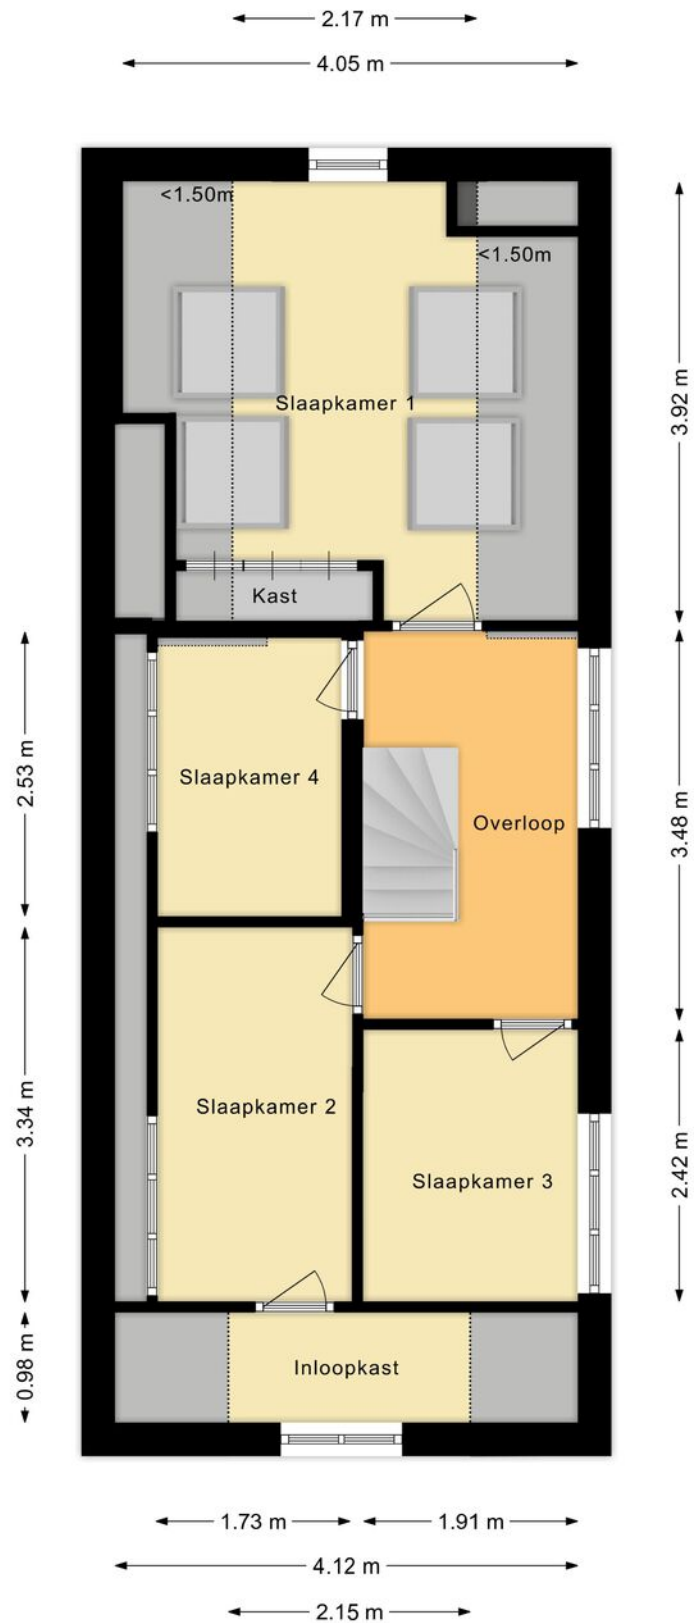 2.17 m
4.05 m
<1.50m
<1.50m
3.92 m
Slaapkamer 1
Kast
2.53 m
Slaapkamer 4
Overloop
3.48 m
3.34 m
Slaapkamer 2
Slaapkamer 3
2.42 m
0.98 m
Inloopkast
1.73 m
1.91 m
4.12 m
2.15 m